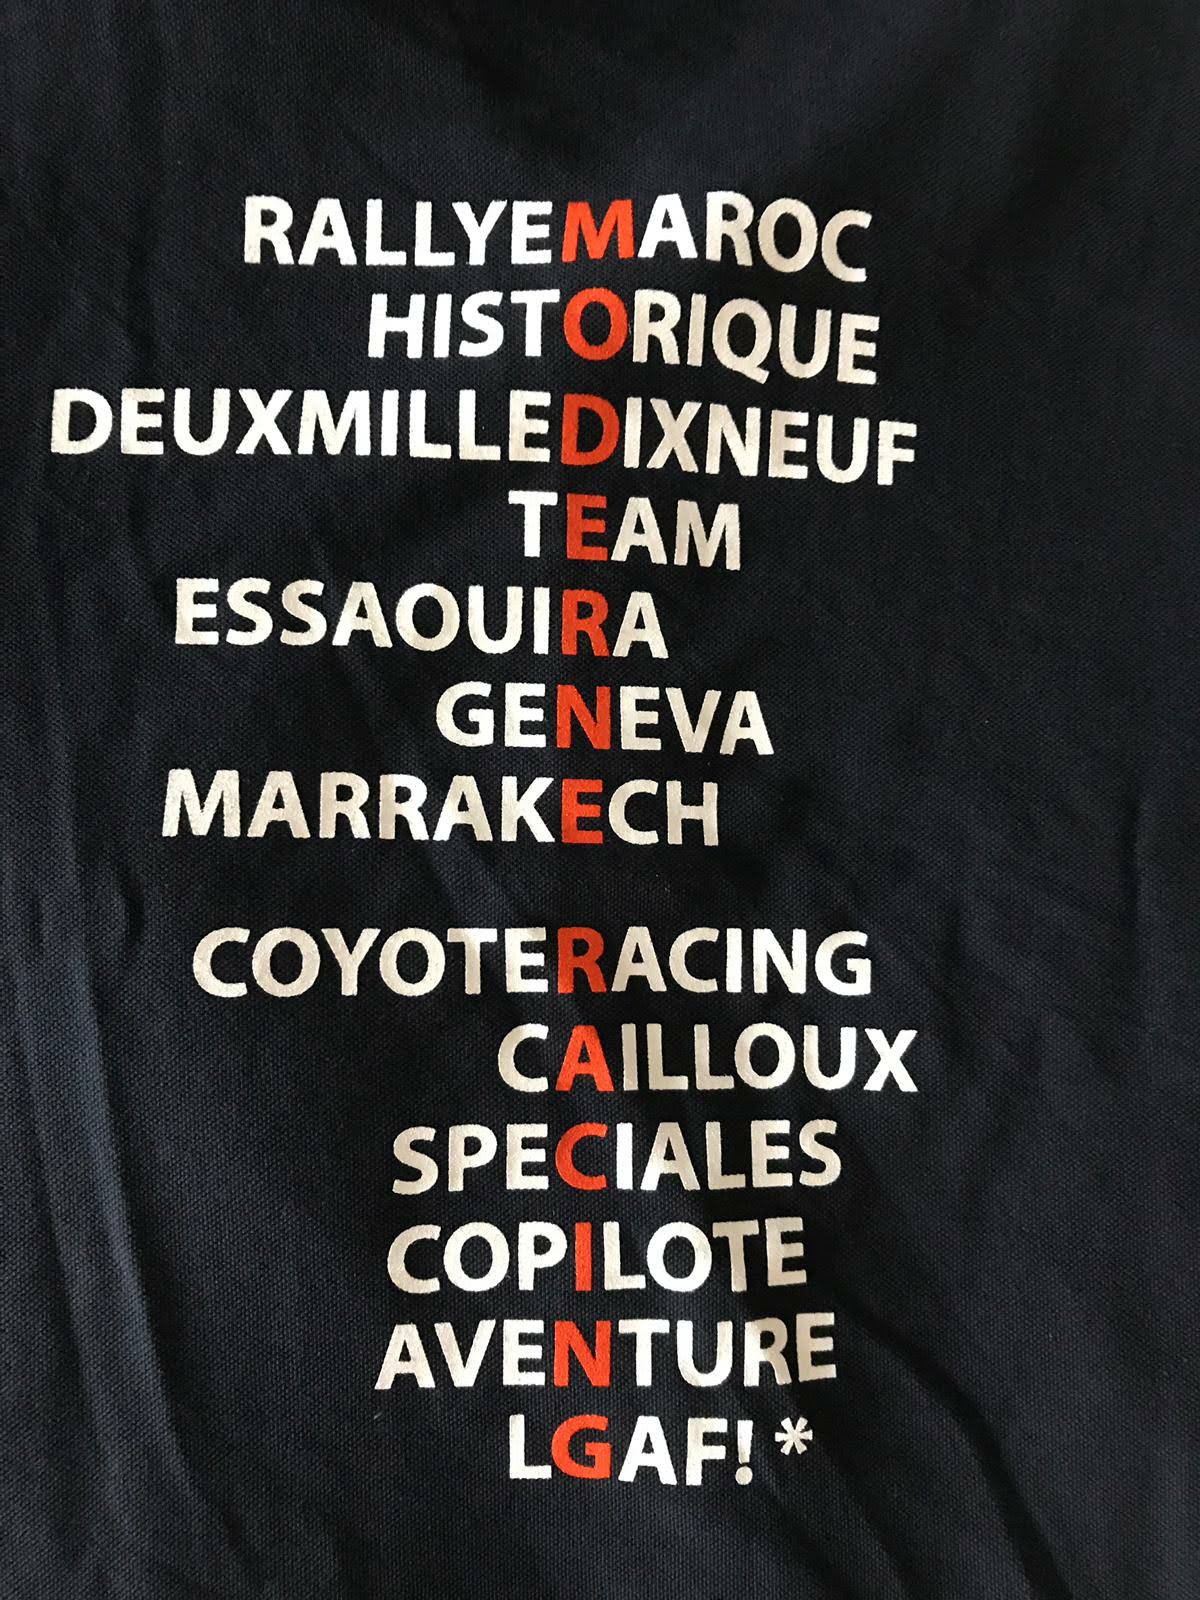 RALLYEMAROC
HISTORIQUE
DEUXMILLEDIXNEUF
TEAM
ESSAOUIRA
GENEVA
MARRAKECH
COYOTERACING
CAILLOUX
SPECIALES
COPILOTE
AVENTURE
LGAF! *